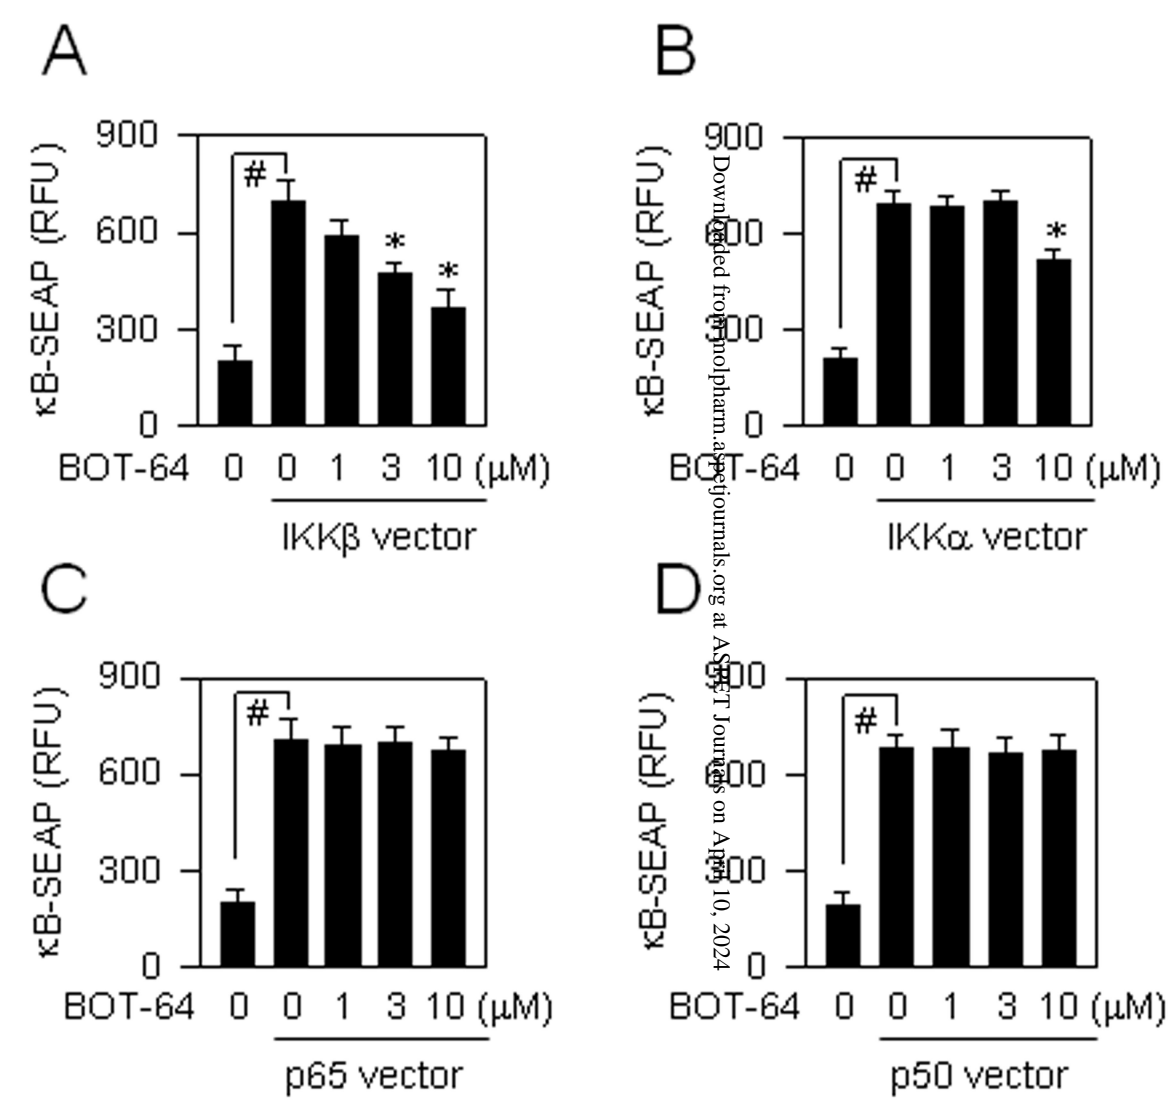 A
κB-SEAP (RFU)
900
600
300
0
#
*
*
BOT-64 0 0 1 3 10 (μM)
IKKβ vector
B
κB-SEAP (RFU)
900
600
300
0
#
*
BOT-64 0 0 1 3 10 (μM)
IKKα vector
C
κB-SEAP (RFU)
900
600
300
0
#
BOT-64 0 0 1 3 10 (μM)
p65 vector
D
κB-SEAP (RFU)
900
600
300
0
#
BOT-64 0 0 1 3 10 (μM)
p50 vector
Downloaded from molpharm.aspetjournals.org at ASPET Journals on April 10, 2024